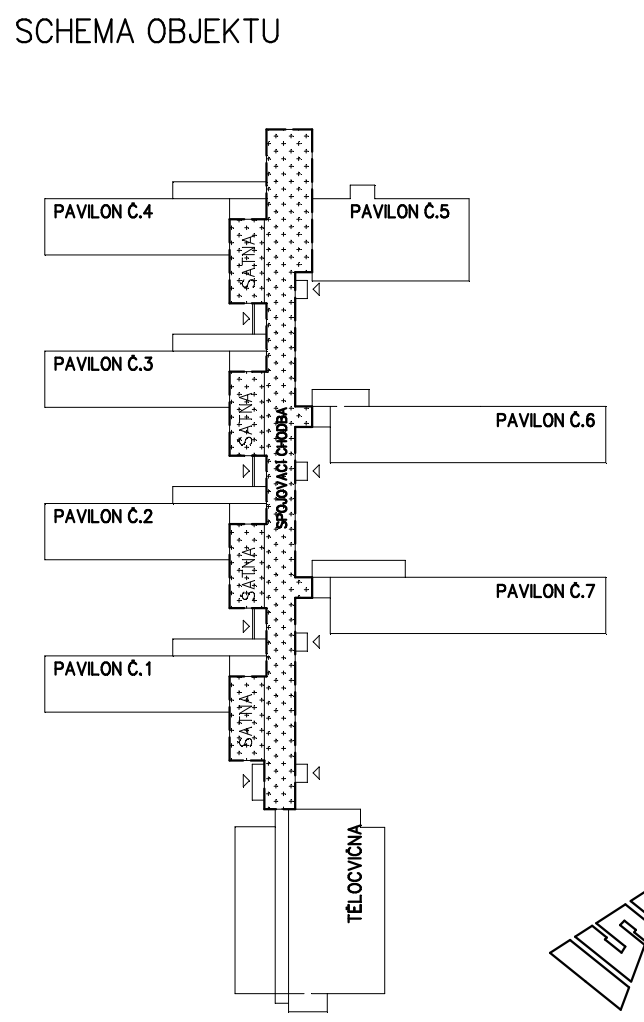 SCHEMA OBJEKTU
PAVILON Č.4
PAVILON Č.5
ŠATNA
PAVILON Č.3
ŠATNA
SPOJOVACÍ CHODBA
PAVILON Č.6
PAVILON Č.2
ŠATNA
PAVILON Č.7
PAVILON Č.1
ŠATNA
TĚLOCVIČNA